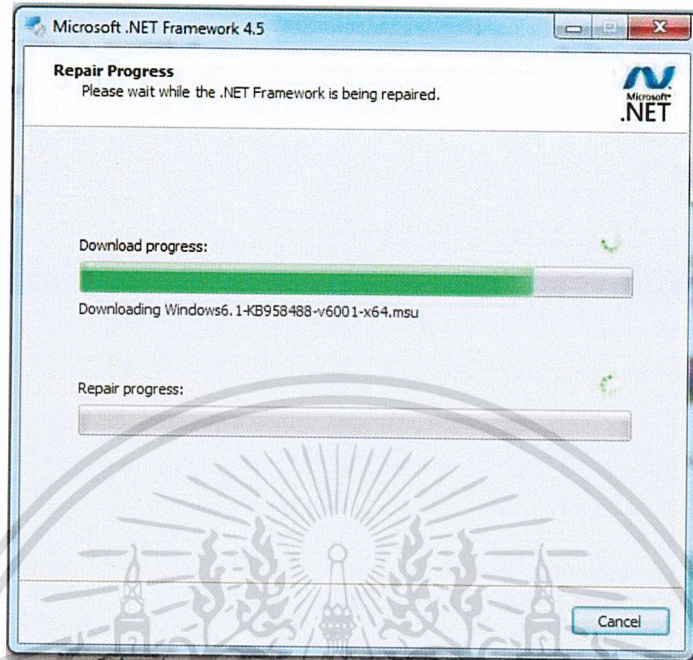 Microsoft .NET Framework 4.5
Repair Progress
Please wait while the .NET Framework is being repaired.
Microsoft®
.NET
Download progress:
Downloading Windows6.1-KB958488-v6001-x64.msu
Repair progress:
Cancel